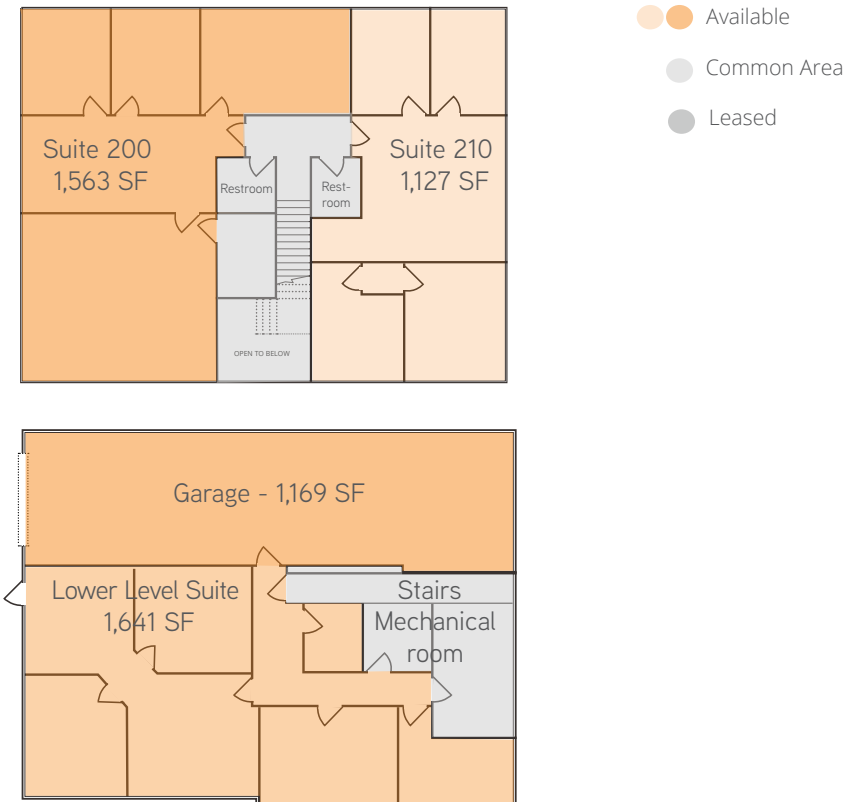 Available
Common Area
Leased
Suite 200
1,563 SF
Suite 210
1,127 SF
Restroom
Rest-
room
OPEN TO BELOW
Garage - 1,169 SF
Lower Level Suite
1,641 SF
Stairs
Mechanical
room